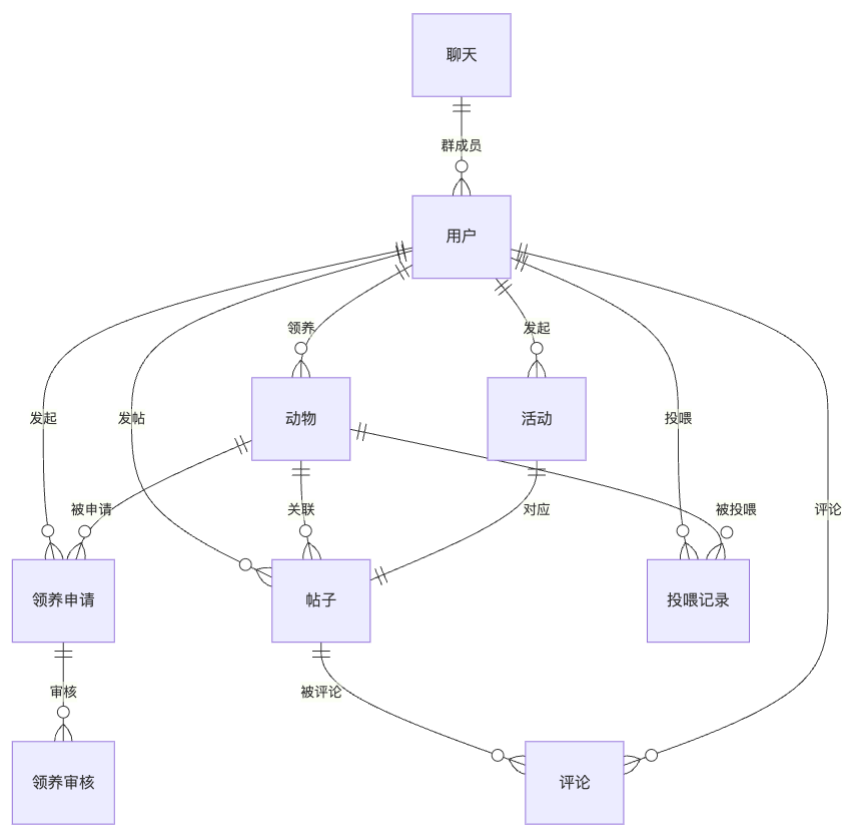 聊天
群成员
用户
领养
发起
发起
发帖
动物
活动
投喂
被申请
关联
对应
被投喂
评论
领养申请
帖子
投喂记录
审核
被评论
领养审核
评论